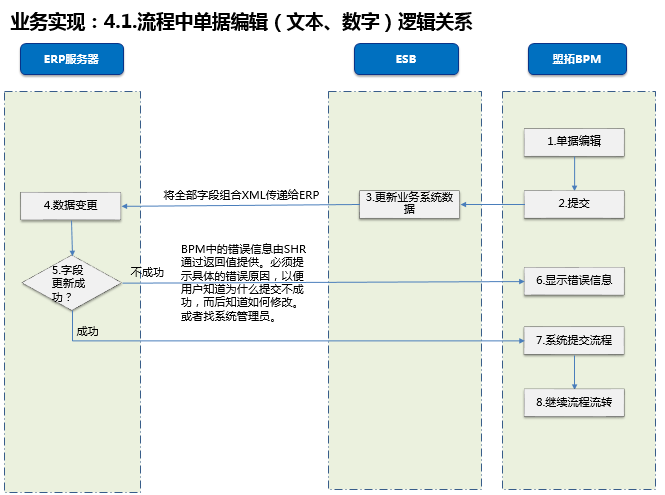 业务实现：4.1.流程中单据编辑（文本、数字）逻辑关系
ERP服务器
ESB
盟拓BPM
1.单据编辑
将全部字段组合XML传递给ERP
4.数据变更
3.更新业务系统数
据
2.提交
BPM中的错误信息由SHR
通过返回值提供。必须提
示具体的错误原因，以便
用户知道为什么提交不成
功，而后知道如何修改。
或者找系统管理员。
不成功
5.字段
更新成
功？
6.显示错误信息
成功
7.系统提交流程
8.继续流程流转